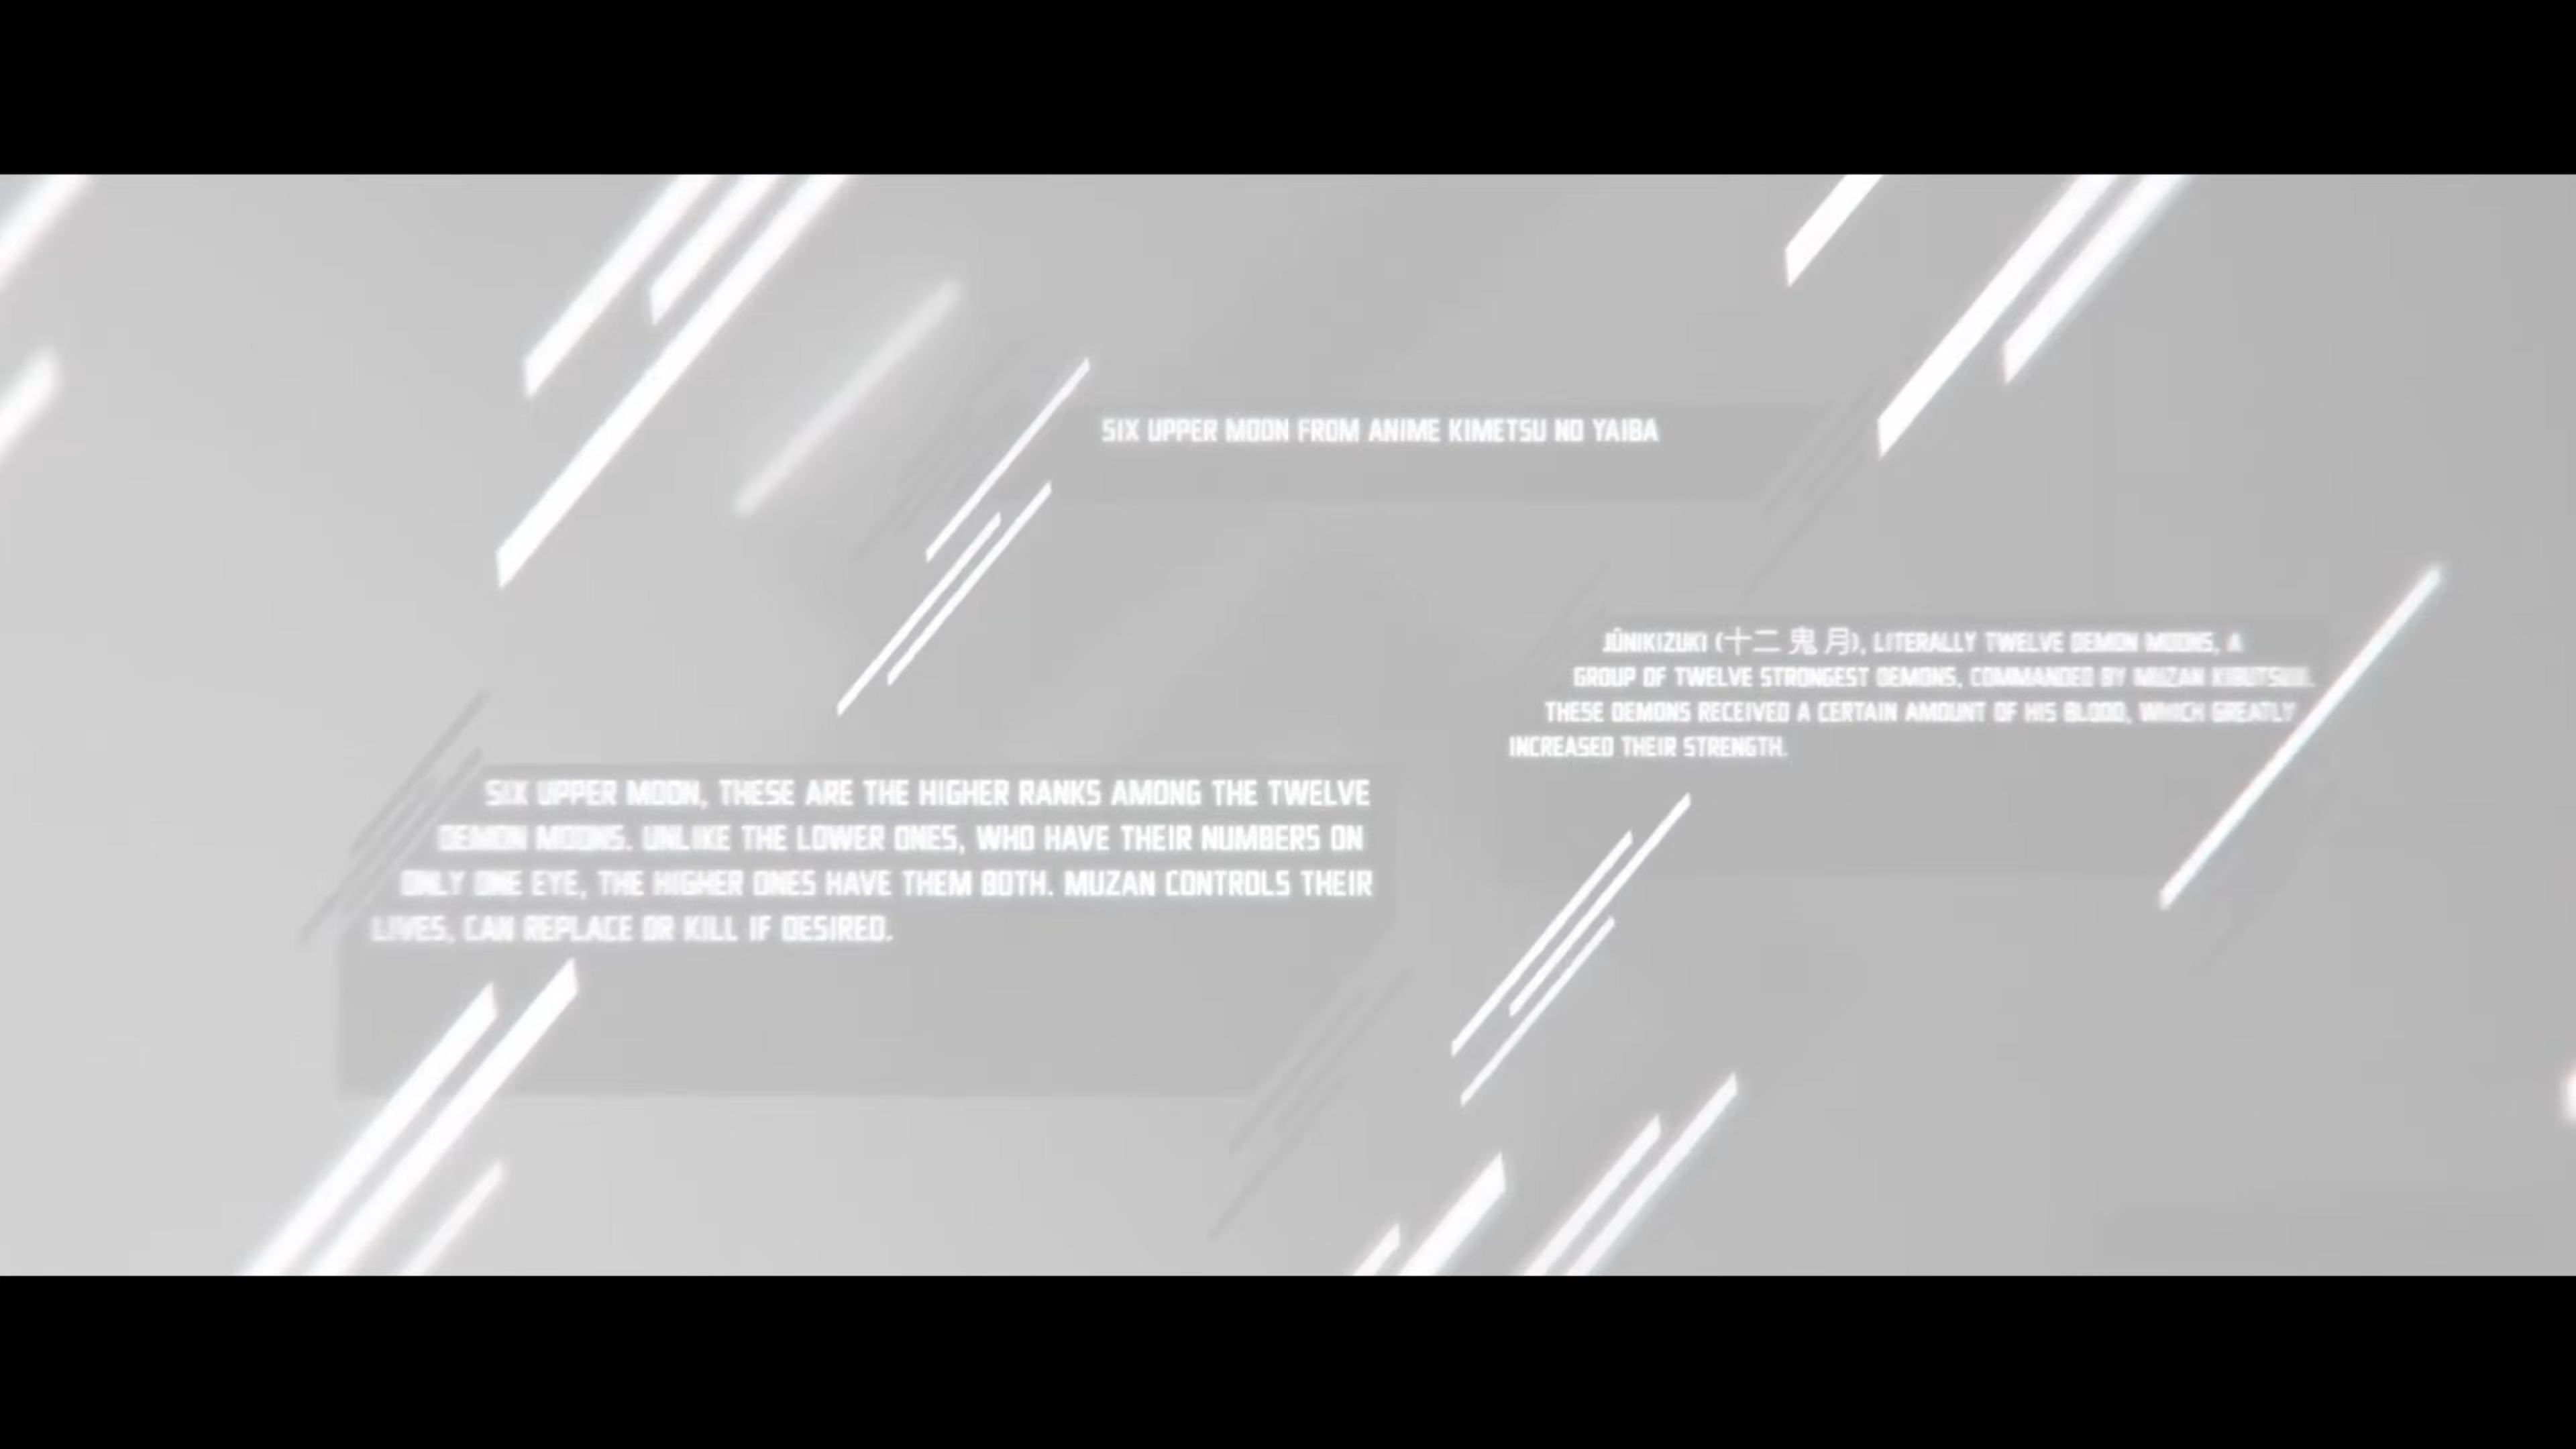 SIX UPPER MOON FROM ANIME KIMETSU NO YAIBA
JŪNIKIZUKI (十二鬼月), LITERALLY TWELVE DEMON MOONS, A
GROUP OF TWELVE STRONGEST DEMONS, COMMANDED BY MUZAN KIBUTSUJI.
THESE DEMONS RECEIVED A CERTAIN AMOUNT OF HIS BLOOD, WHICH GREATLY
INCREASED THEIR STRENGTH.
SIX UPPER MOON, THESE ARE THE HIGHER RANKS AMONG THE TWELVE
DEMON MOONS. UNLIKE THE LOWER ONES, WHO HAVE THEIR NUMBERS ON
ONLY ONE EYE, THE HIGHER ONES HAVE THEM BOTH. MUZAN CONTROLS THEIR
LIVES, CAN REPLACE OR KILL IF DESIRED.